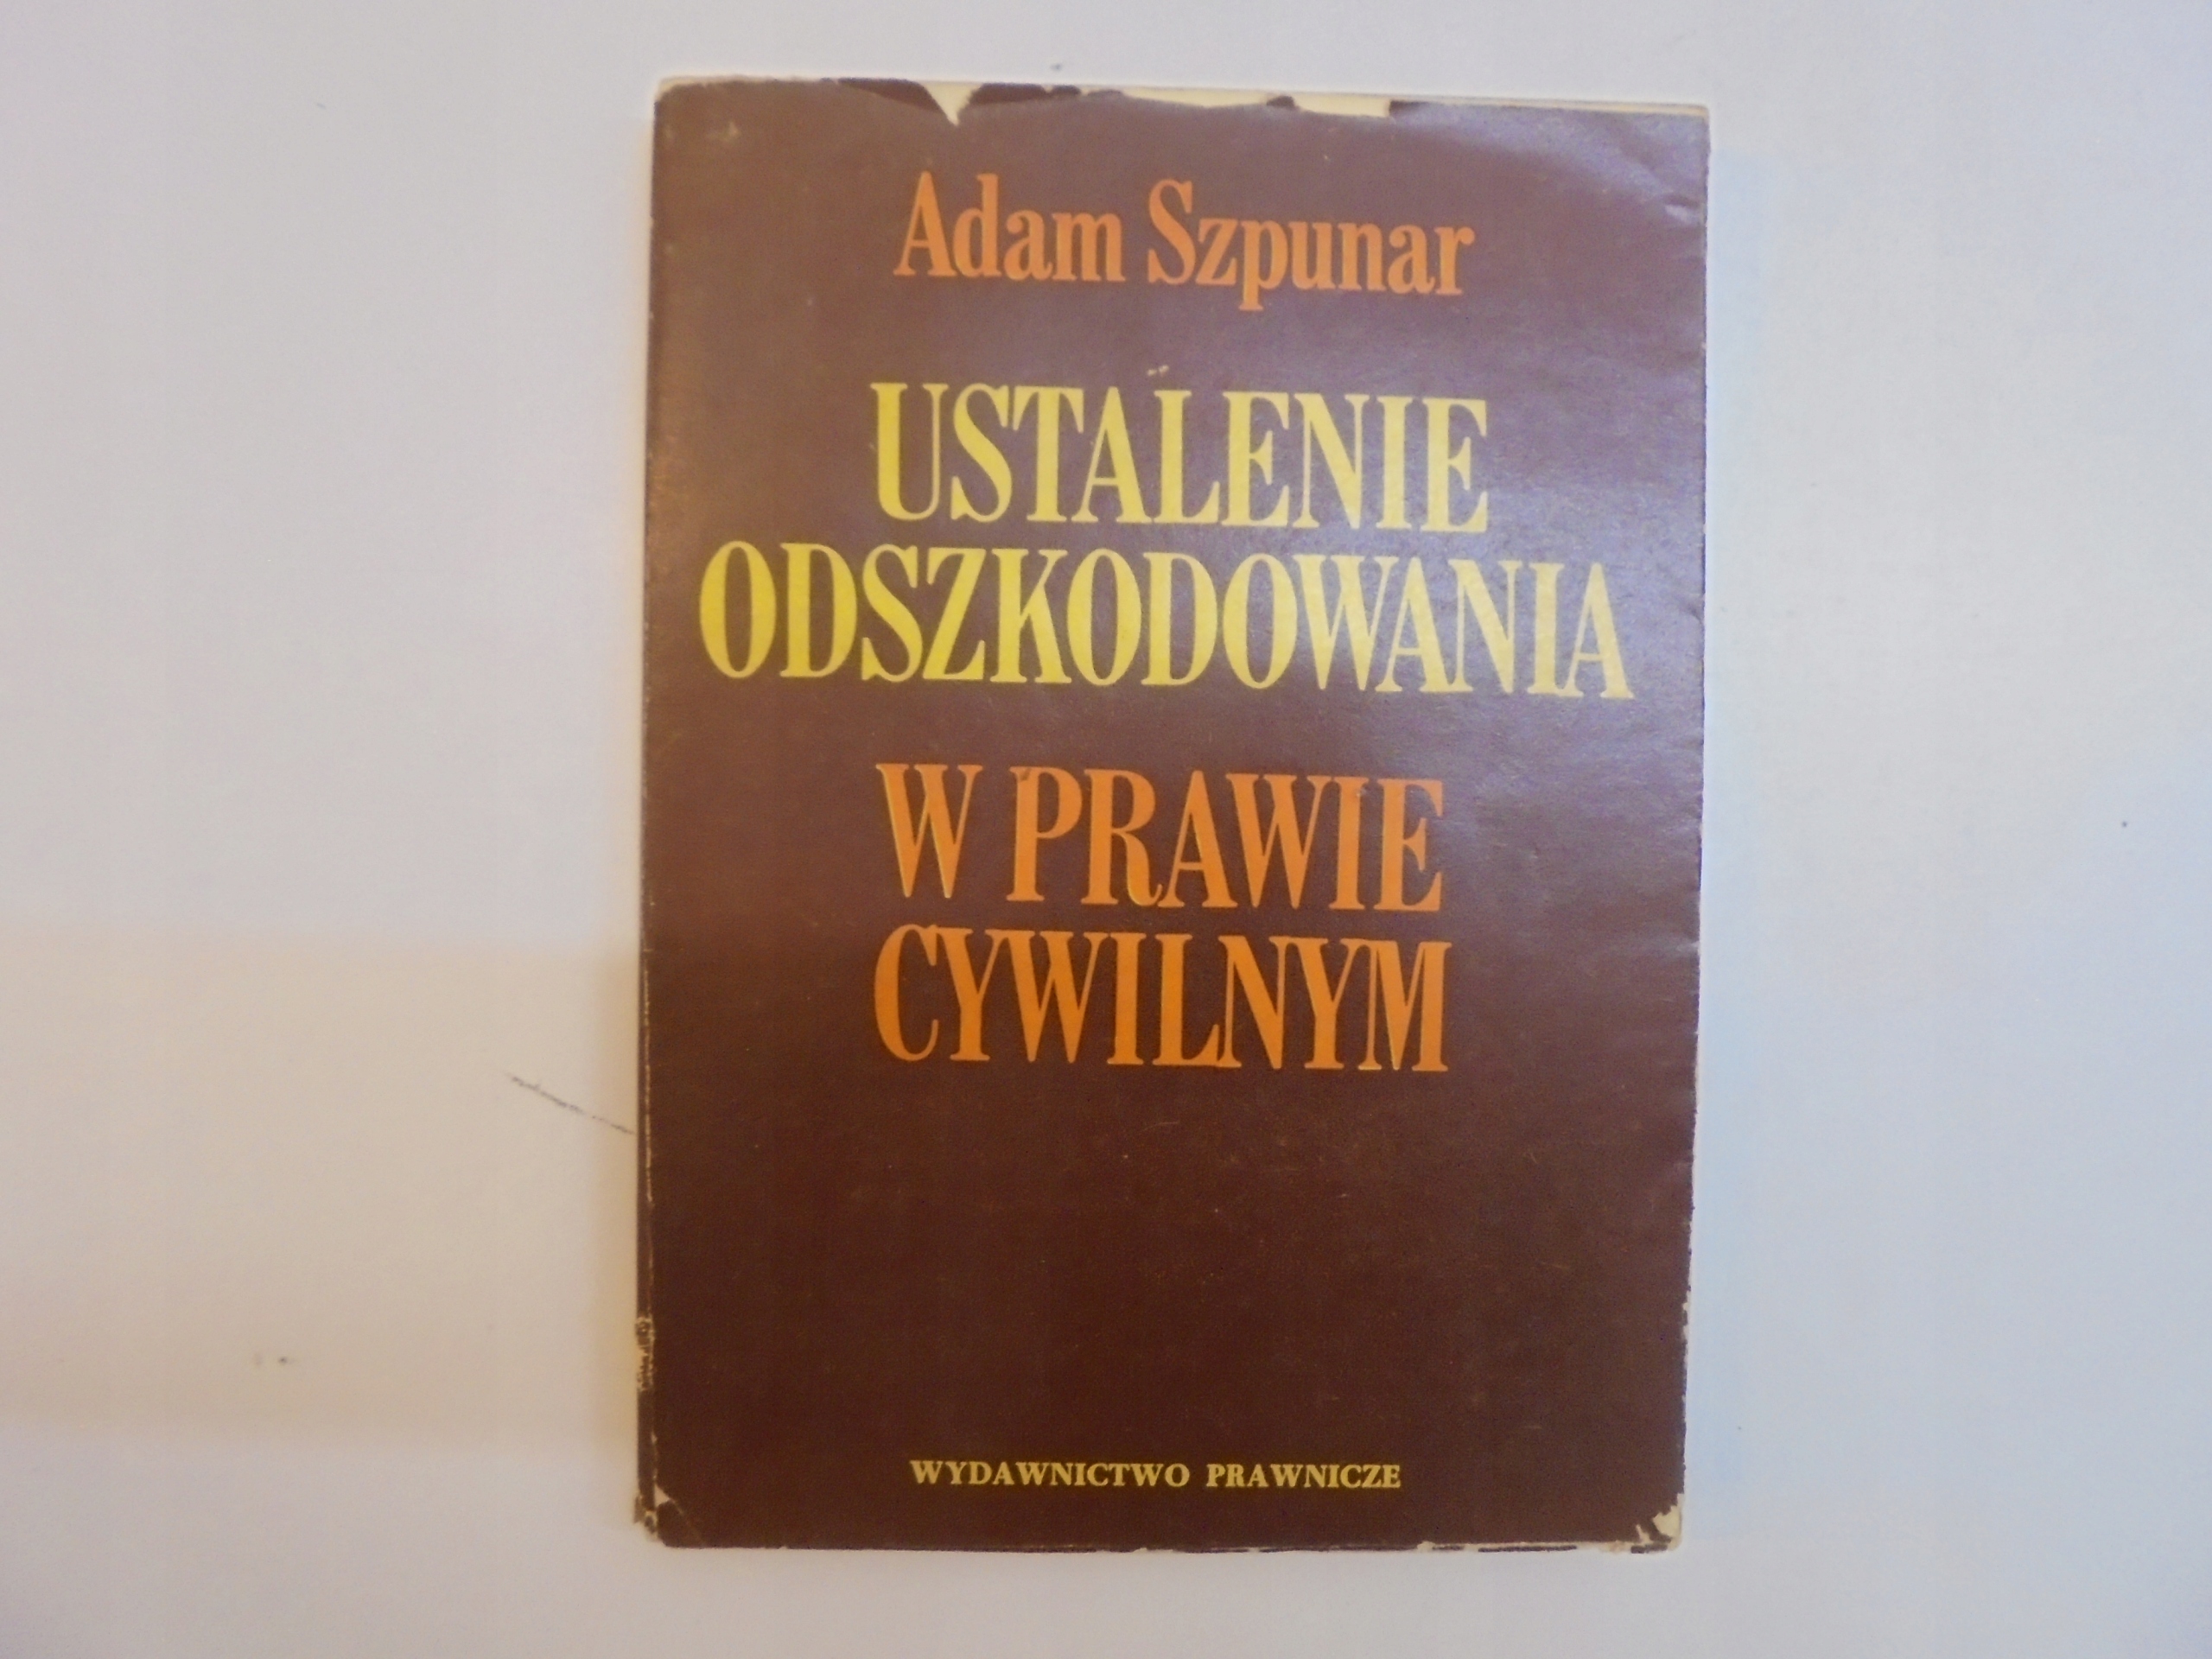 Adam Szpunar
USTALENIE
ODSZKODOWANIA
W PRAWIE
CYWILNYM
WYDAWNICTWO PRAWNICZE